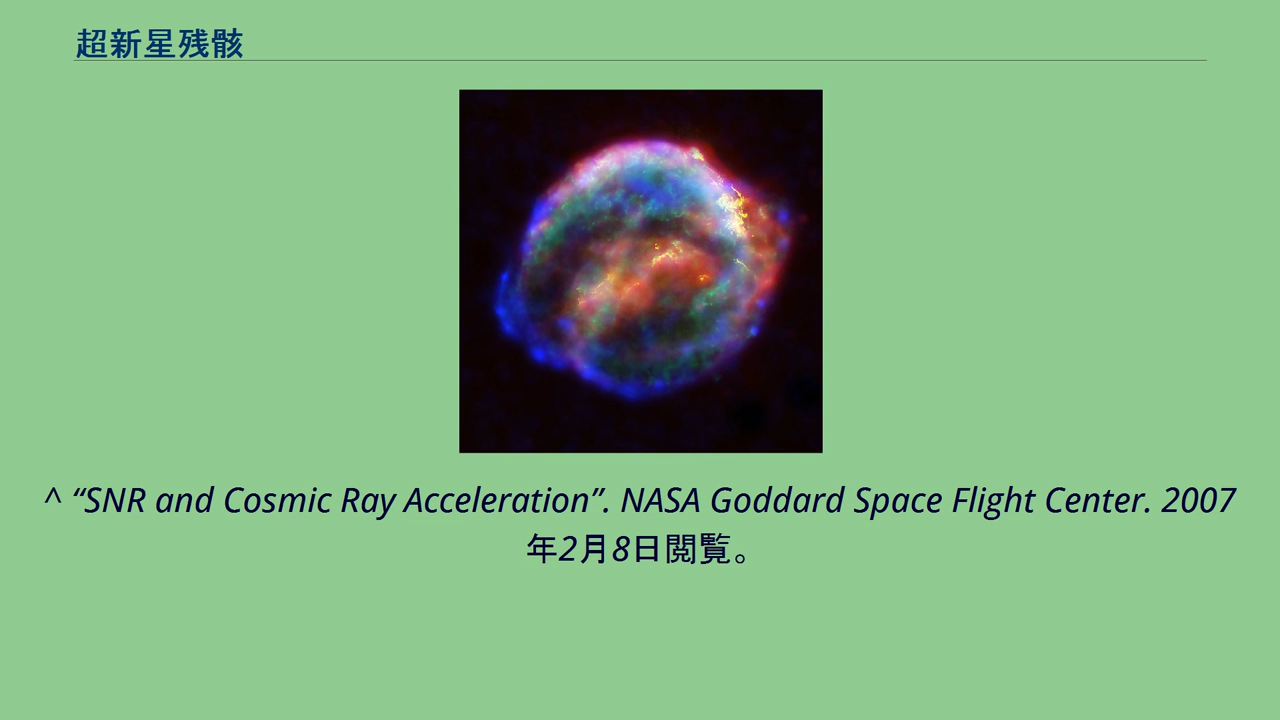 超新星残骸
^ “SNR and Cosmic Ray Acceleration”. NASA Goddard Space Flight Center. 2007
年2月8日閲覧。